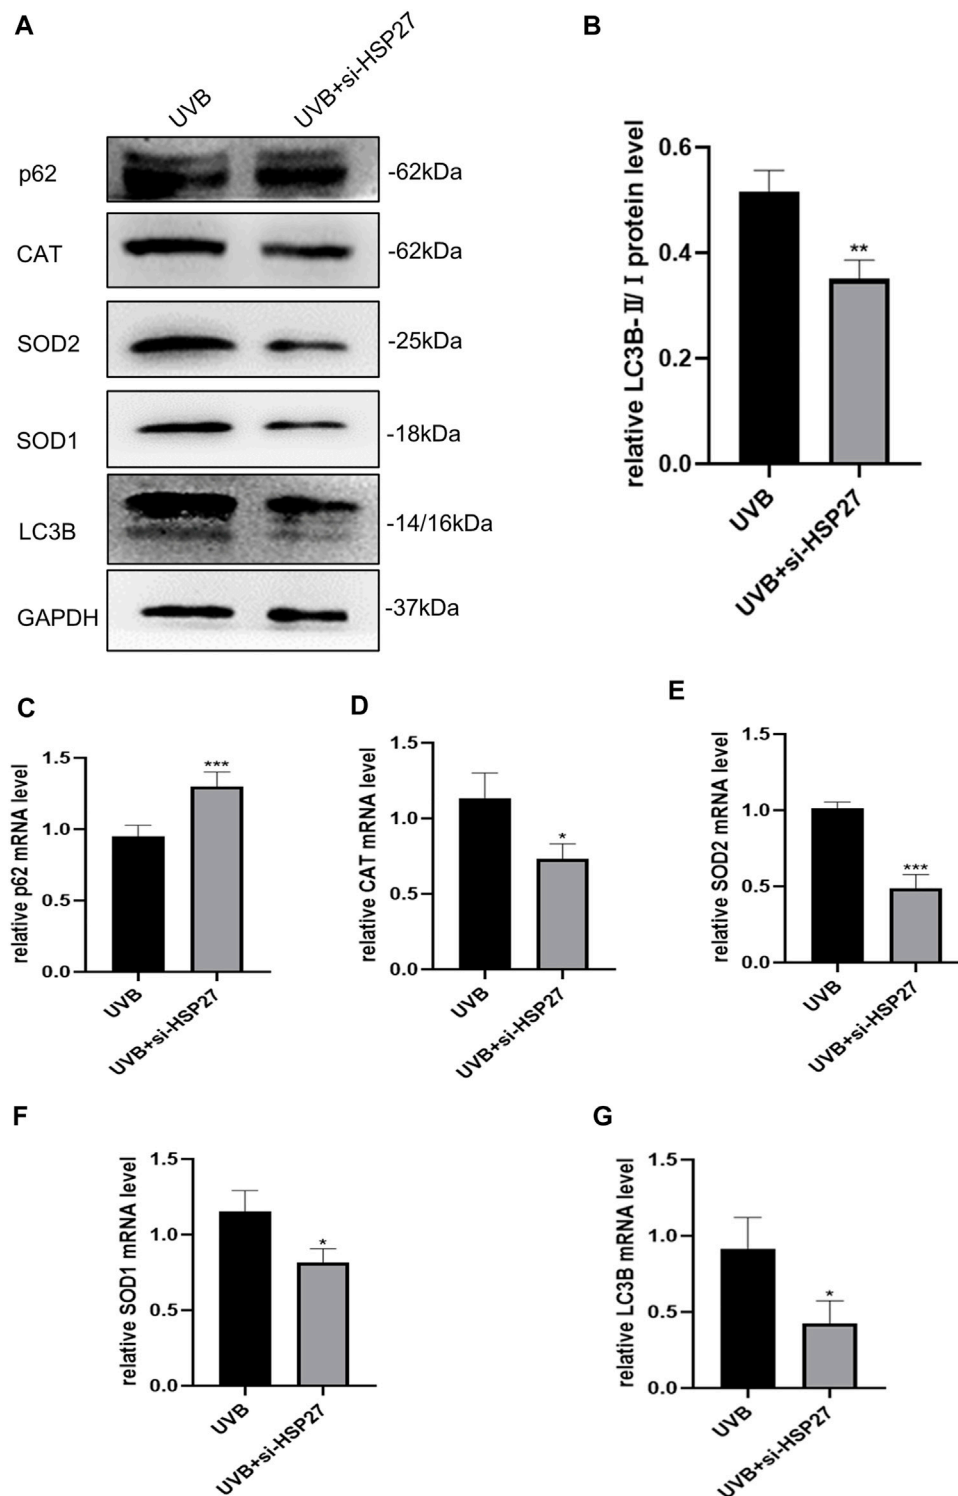 A
UVB
UVB+si-HSP27
p62
-62kDa
CAT
-62kDa
SOD2
-25kDa
SOD1
-18kDa
LC3B
-14/16kDa
GAPDH
-37kDa
B
relative LC3B-Ⅱ/Ⅰ protein level
0.6
0.4
0.2
0.0
**
UVB
UVB+si-HSP27
C
relative p62 mRNA level
1.5
1.0
0.5
0.0
***
UVB
UVB+si-HSP27
D
relative CAT mRNA level
1.5
1.0
0.5
0.0
*
UVB
UVB+si-HSP27
E
relative SOD2 mRNA level
1.5
1.0
0.5
0.0
***
UVB
UVB+si-HSP27
F
relative SOD1 mRNA level
1.5
1.0
0.5
0.0
*
UVB
UVB+si-HSP27
G
relative LC3B mRNA level
1.5
1.0
0.5
0.0
*
UVB
UVB+si-HSP27